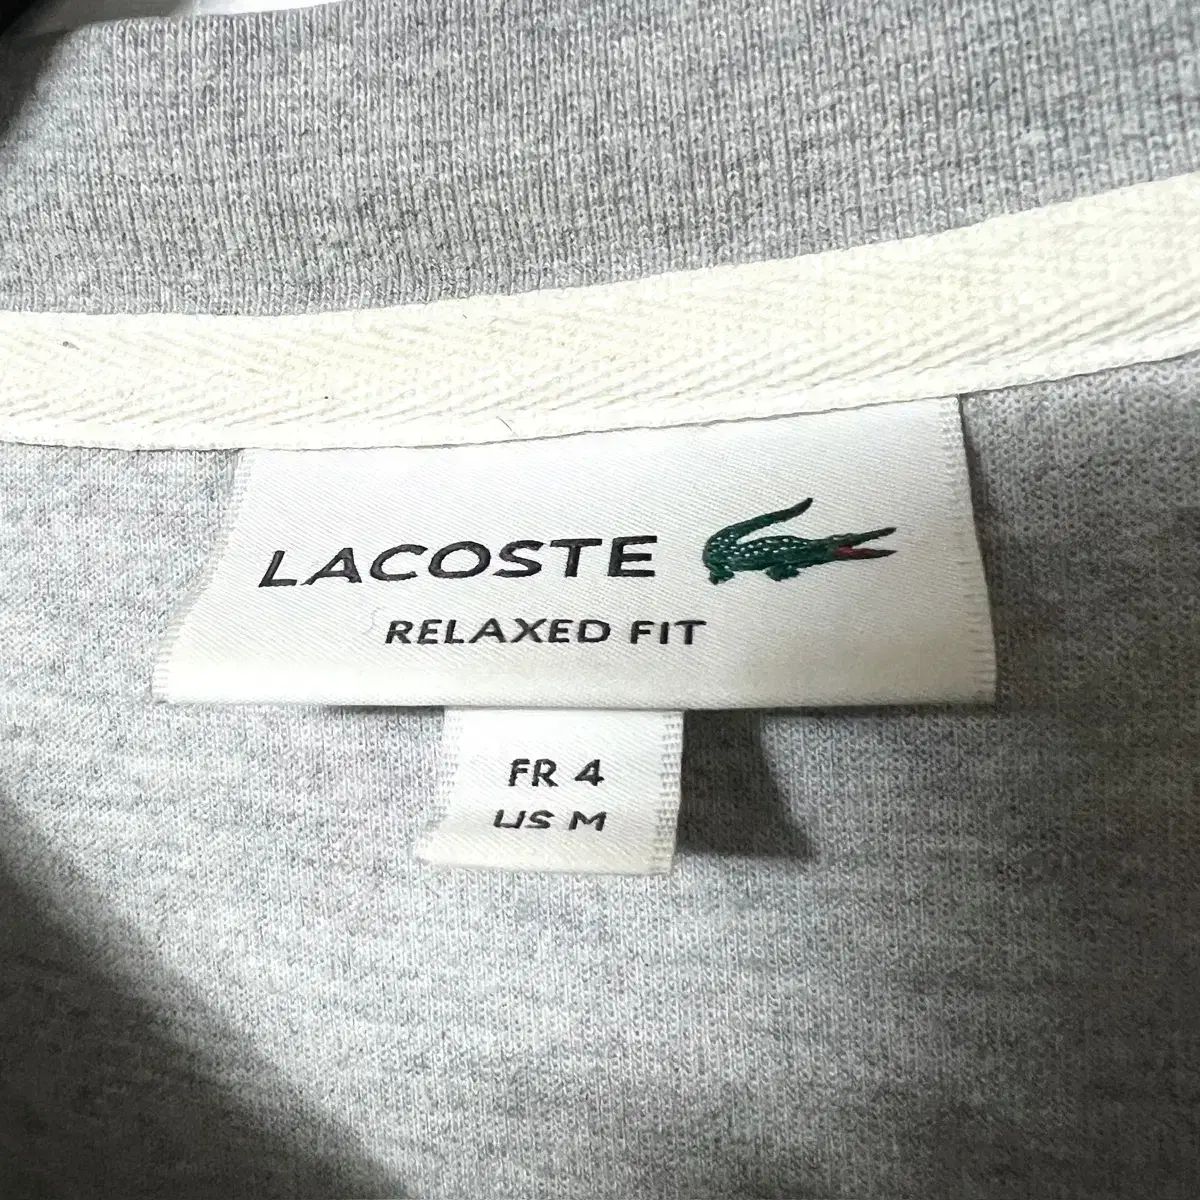 LACOSTE
RELAXED FIT
FR 4
US M